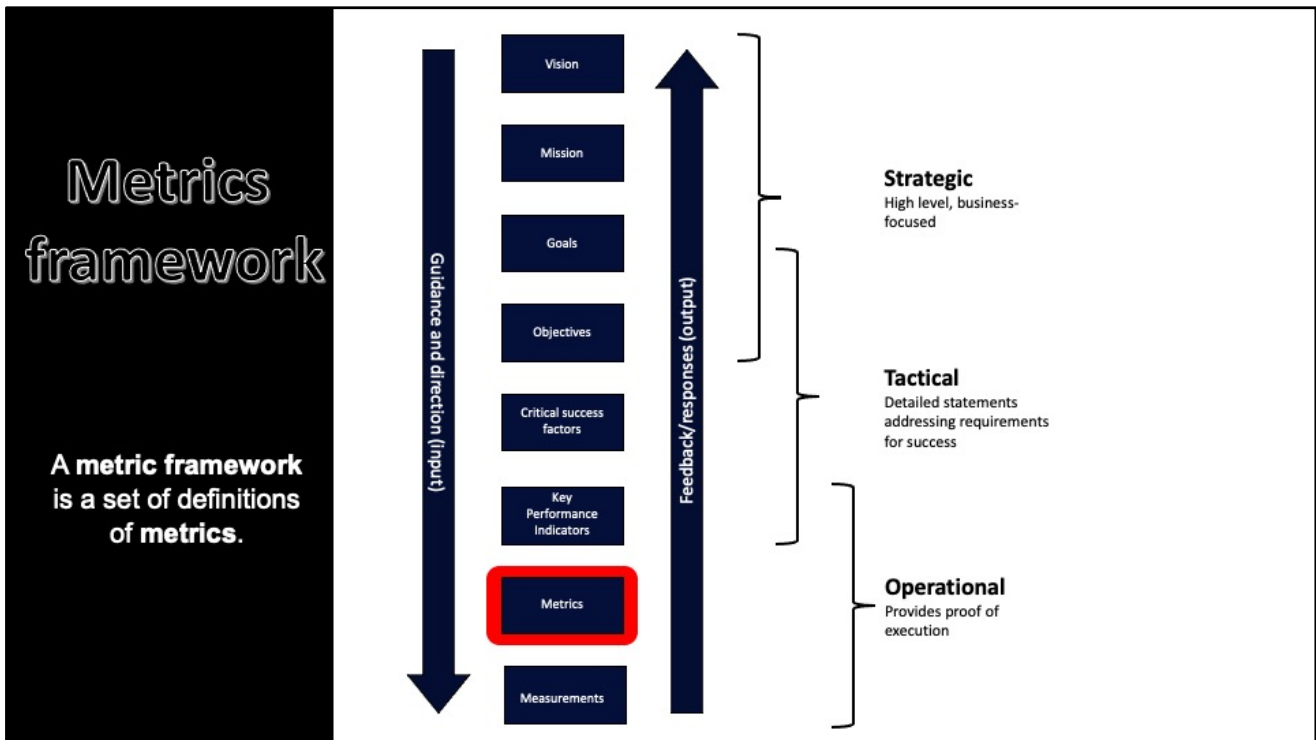 Metrics
framework
A metric framework
is a set of definitions
of metrics.
Guidance and direction (input)
Vision
Mission
Goals
Objectives
Critical success
factors
Key
Performance
Indicators
Metrics
Measurements
Feedback/responses (output)
Strategic
High level, business-
focused
Tactical
Detailed statements
addressing requirements
for success
Operational
Provides proof of
execution